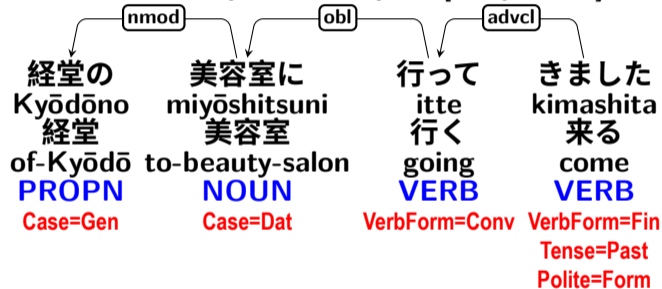 nmod obl advcl
経堂の 美容室に 行って きました
Kyōdōno miyōshitsuni itte kimashita
経堂 美容室 行く 来る
of-Kyōdō to-beauty-salon going come
PROPN NOUN VERB VERB
Case=Gen Case=Dat VerbForm=Conv VerbForm=Fin
Tense=Past
Polite=Form